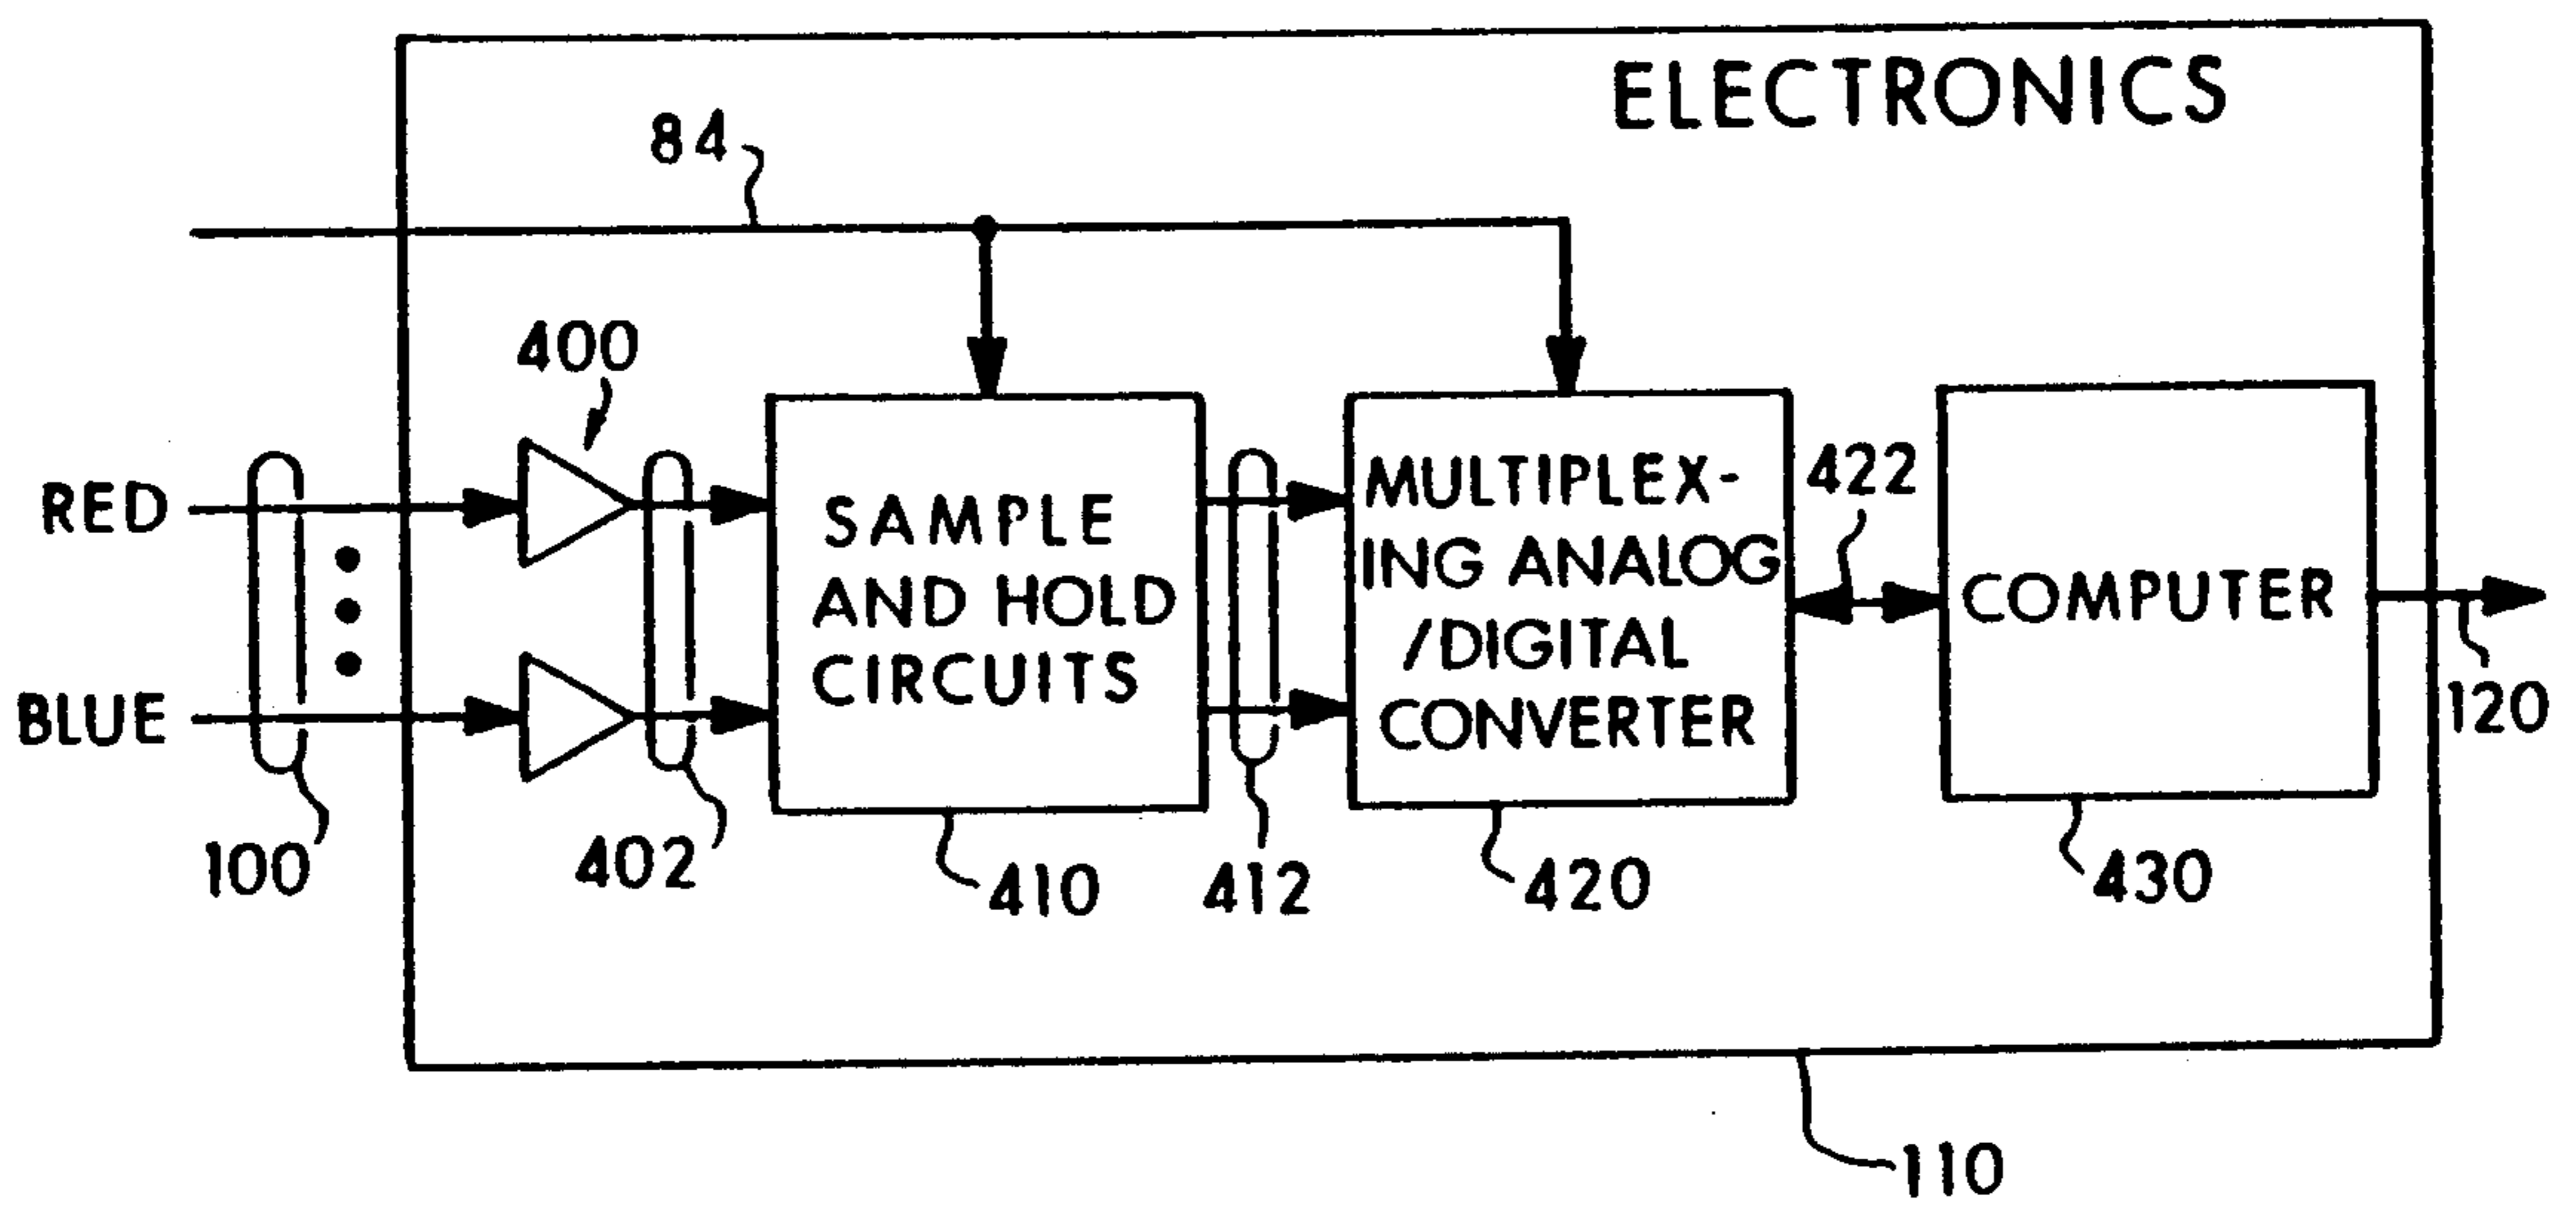 ELECTRONICS
84
400
RED
BLUE
SAMPLE
AND HOLD
CIRCUITS
MULTIPLEX-
ING ANALOG
/DIGITAL
CONVERTER
422
COMPUTER
120
100
402
410
412
420
430
110